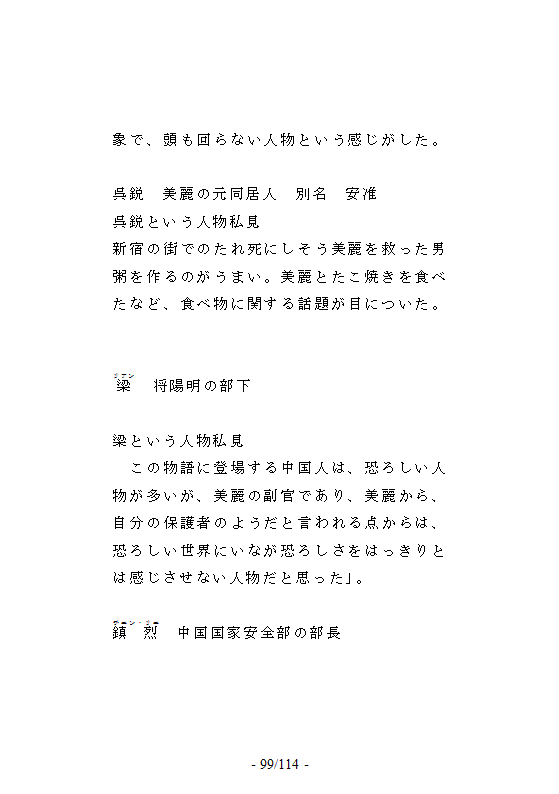 象で、頭も回らない人物という感じがした。
呉鋭　美麗の元同居人　別名　安准
呉鋭という人物私見
新宿の街でのたれ死にしそう美麗を救った男
粥を作るのがうまい。美麗とたこ焼きを食べ
たなど、食べ物に関する話題が目についた。
リァン
梁　将陽明の部下
梁という人物私見
　この物語に登場する中国人は、恐ろしい人
物が多いが、美麗の副官であり、美麗から、
自分の保護者のようだと言われる点からは、
恐ろしい世界にいなが恐ろしさをはっきりと
は感じさせない人物だと思った」。
鎮　烈　中国国家安全部の部長
- 99/114 -